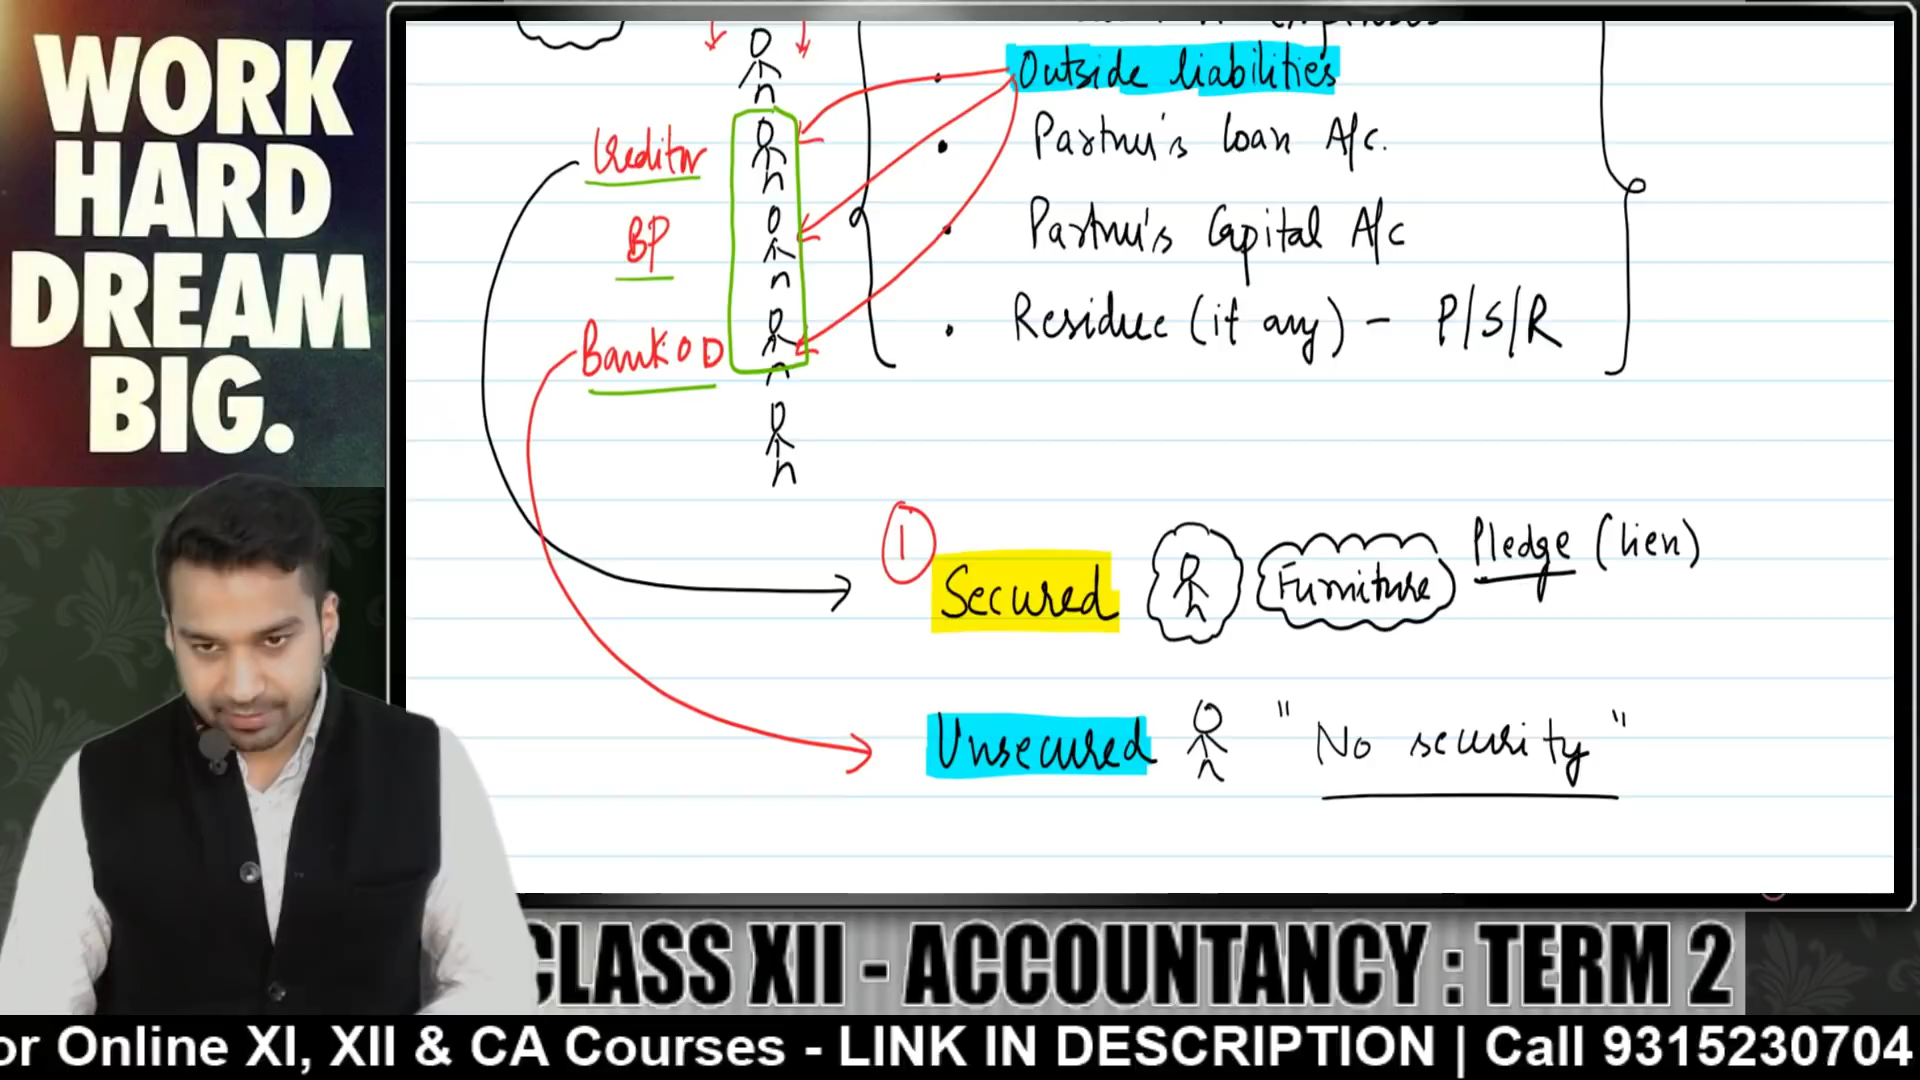 WORK
HARD
DREAM
BIG.
Outside liabilities
Creditor
Partner's loan A/c.
BP
Partner's Capital A/c
Bank OD
Residue (if any) - P/S/R
1
Secured
Furniture
Pledge (lien)
Unsecured
" No security "
CLASS XII - ACCOUNTANCY : TERM 2
or Online XI, XII & CA Courses - LINK IN DESCRIPTION | Call 9315230704